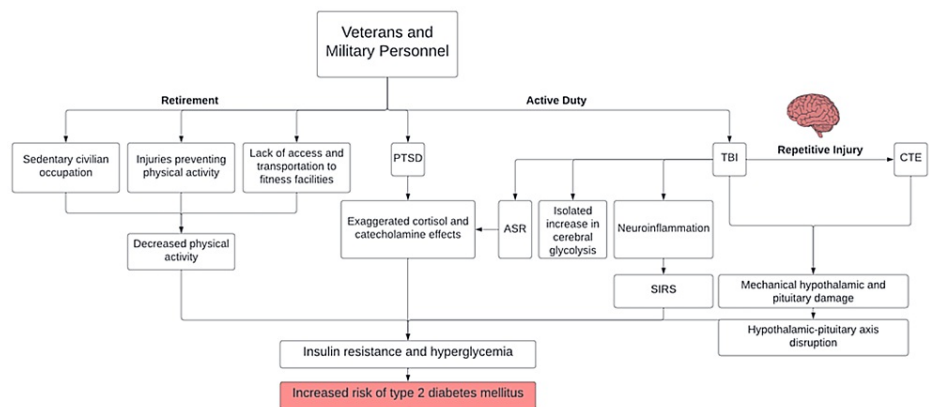 Veterans and
Military Personnel
Retirement
Active Duty
Sedentary civilian
occupation
Injuries preventing
physical activity
Lack of access and
transportation to
fitness facilities
PTSD
TBI
Repetitive Injury
CTE
Decreased physical
activity
Exaggerated cortisol and
catecholamine effects
ASR
Isolated
increase in
cerebral
glycolysis
Neuroinflammation
SIRS
Mechanical hypothalamic and
pituitary damage
Hypothalamic-pituitary axis
disruption
Insulin resistance and hyperglycemia
Increased risk of type 2 diabetes mellitus